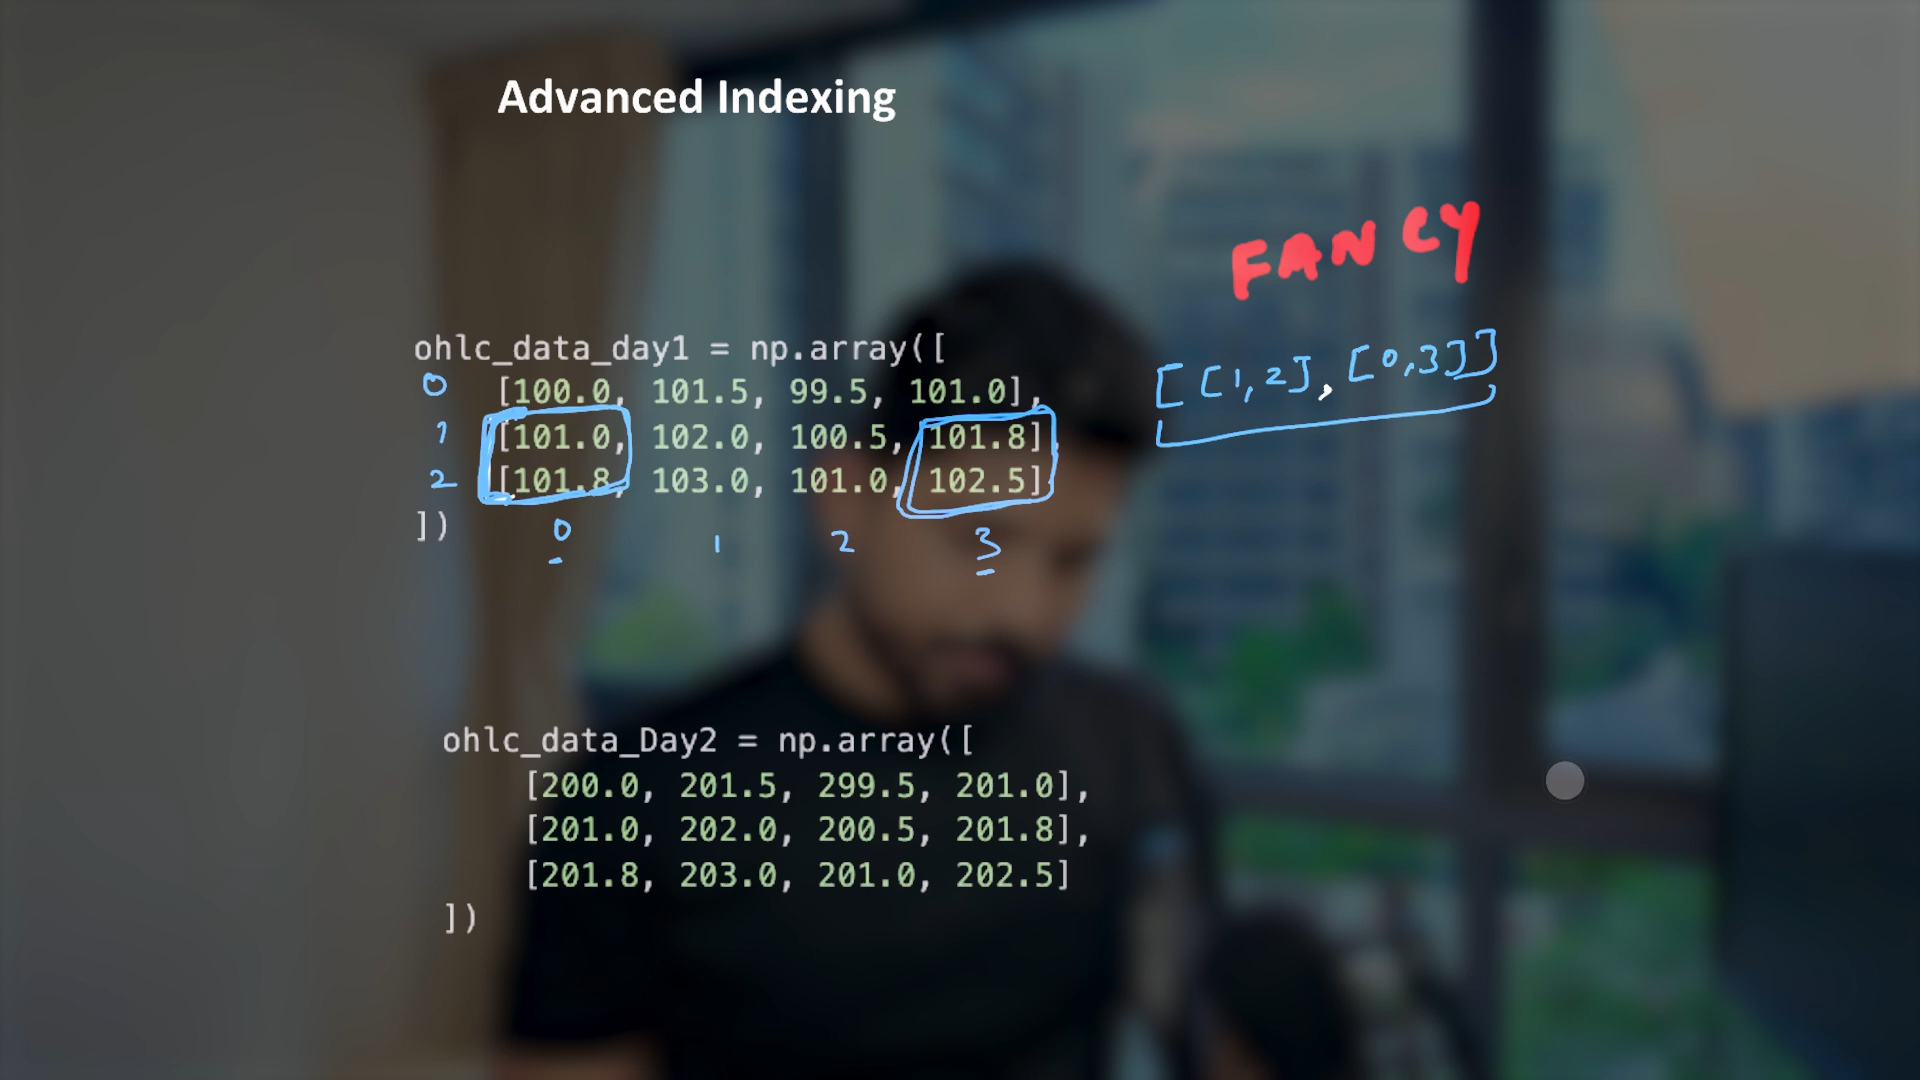 Advanced Indexing
FANCY
ohlc_data_day1 = np.array([
[[1,2], [0,3]]
0 [100.0, 101.5, 99.5, 101.0],
1 [101.0, 102.0, 100.5, 101.8],
2 [101.8, 103.0, 101.0, 102.5]
])
0 1 2 3
ohlc_data_Day2 = np.array([
[200.0, 201.5, 299.5, 201.0],
[201.0, 202.0, 200.5, 201.8],
[201.8, 203.0, 201.0, 202.5]
])